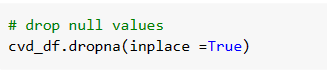 # drop null values
cvd_df.dropna(inplace =True)